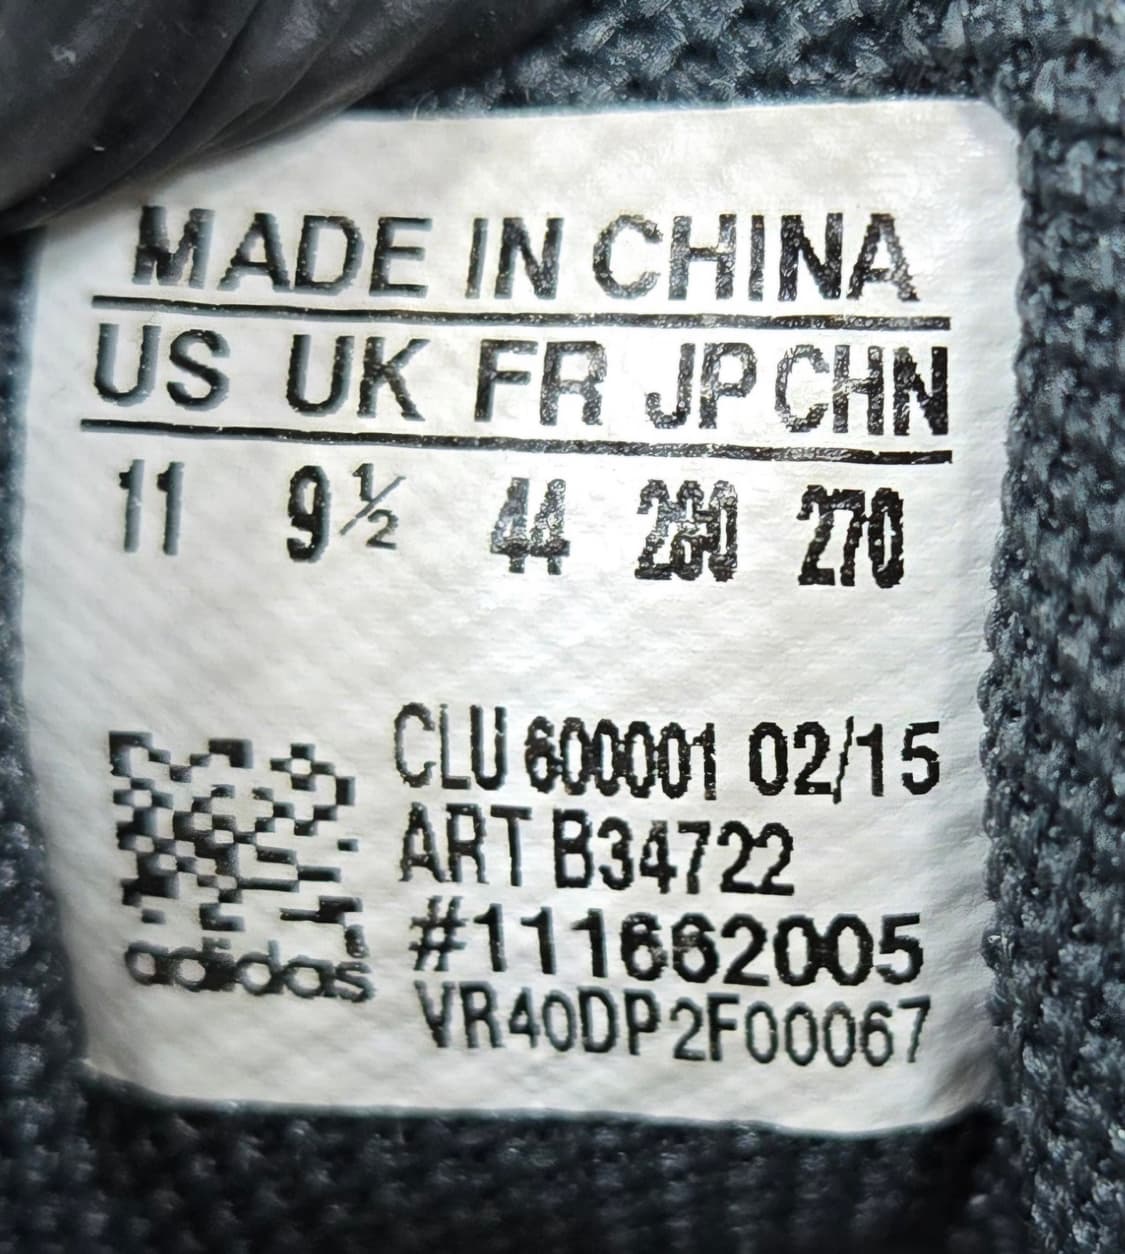 MADE IN CHINA
US UK FR JP CHN
11 9½ 44 280 270
CLU 600001 02/15
ART B34722
#111662005
VR40DP2F00067
adidas